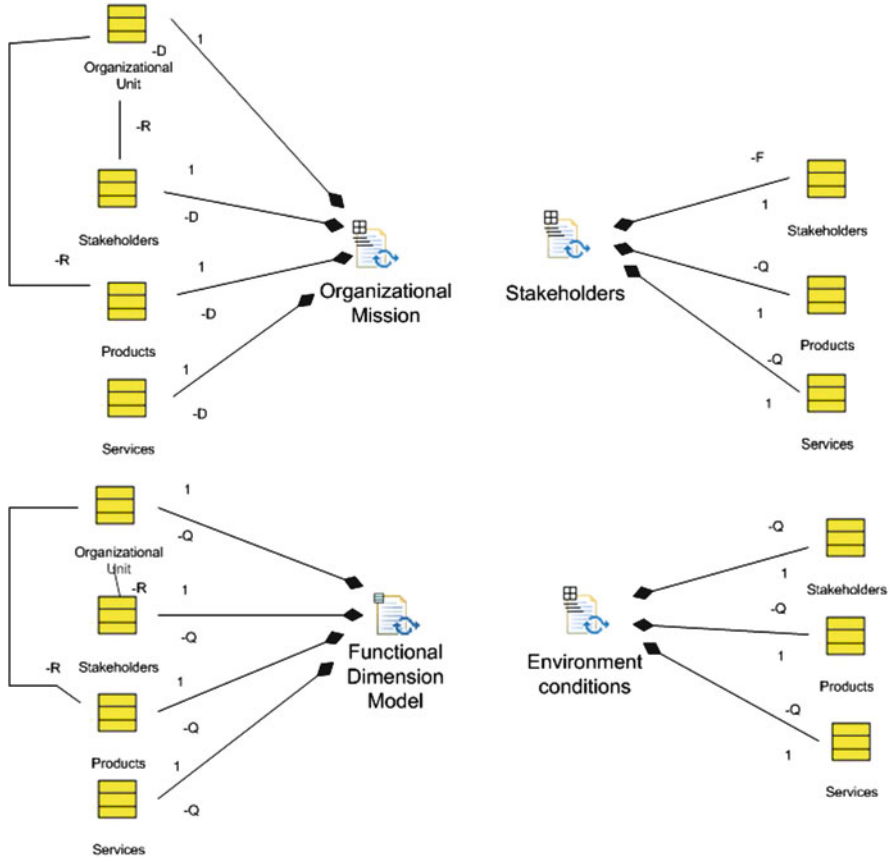 1
-D
Organizational
Unit
-R
1
-D
Stakeholders
-R
1
-D
Products
1
-D
Services
Organizational
Mission
-F
1
Stakeholders
-Q
1
Products
-Q
1
Services
Stakeholders
1
-Q
Organizational
Unit
-R
1
-Q
Stakeholders
-R
1
-Q
Products
1
-Q
Services
Functional
Dimension
Model
-Q
1
Stakeholders
-Q
1
Products
-Q
1
Services
Environment
conditions